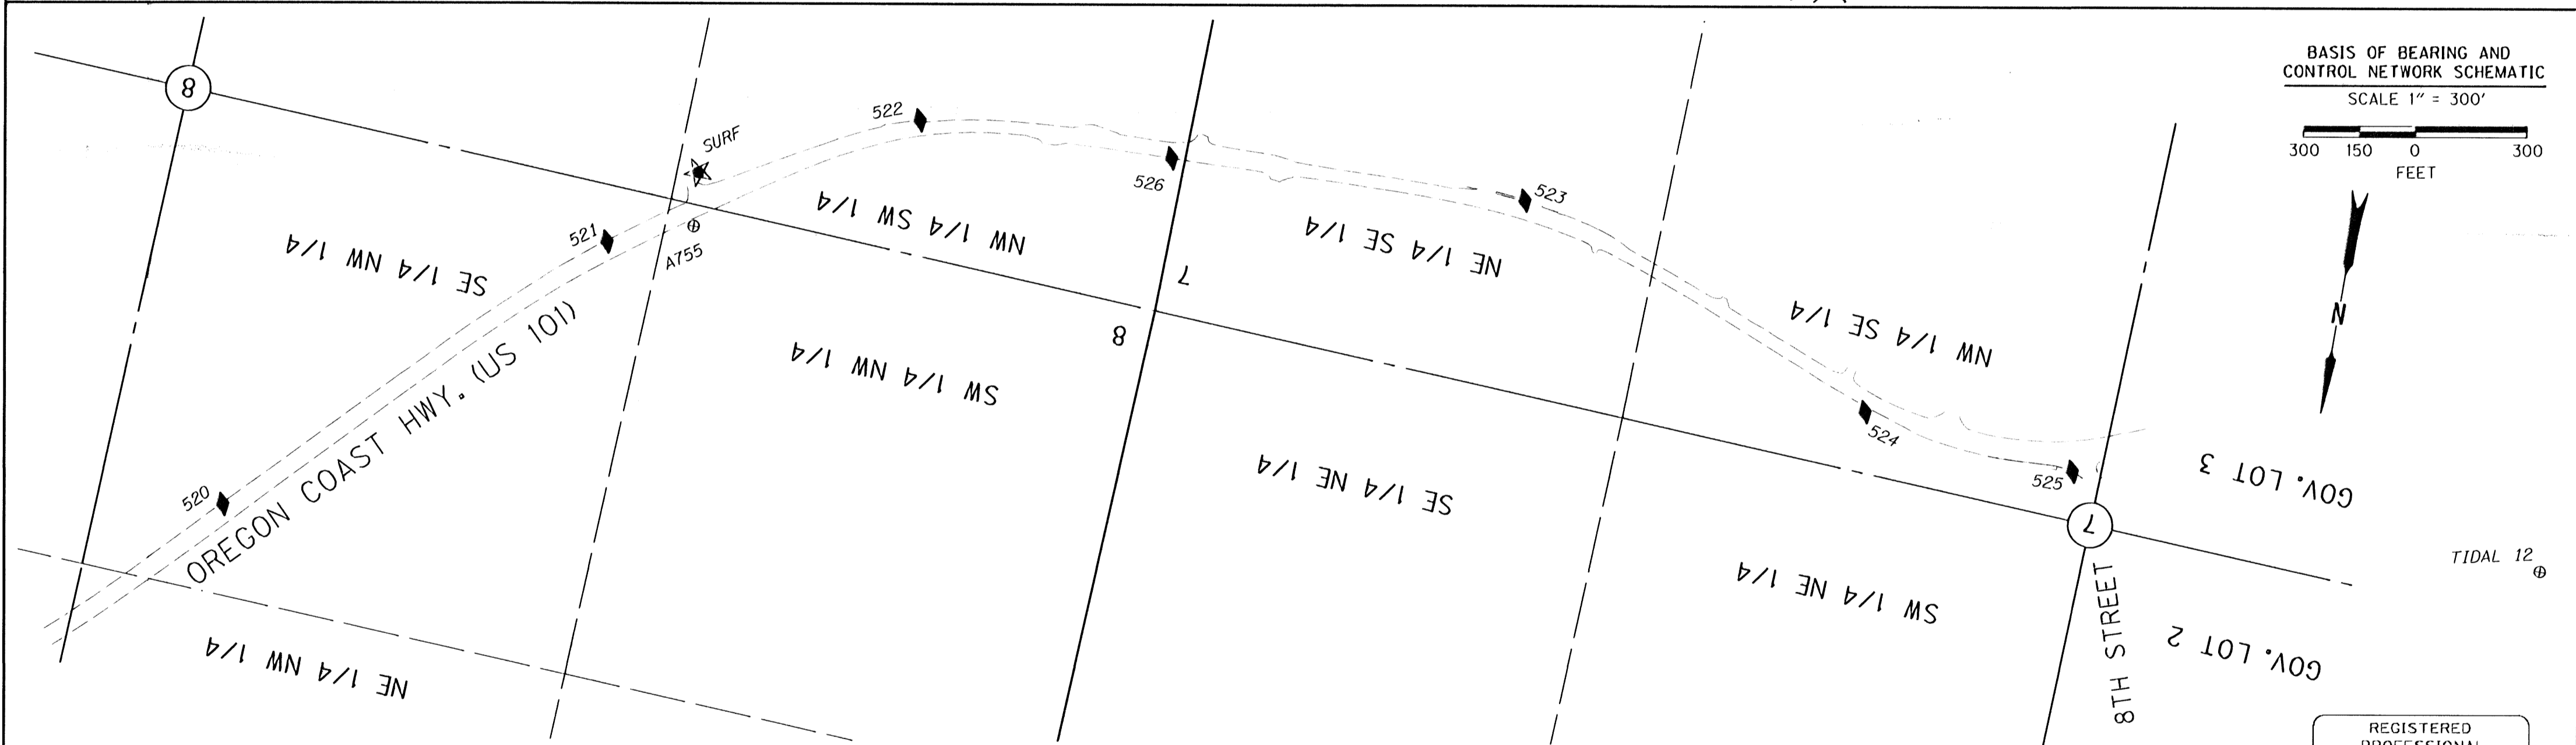 BASIS OF BEARING AND
CONTROL NETWORK SCHEMATIC
SCALE 1" = 300'
300 150 0 300
FEET
N
8
SURF
522
526
523
521
A755
SE 1/4 NW 1/4
NW 1/4 SW 1/4
7
8
NE 1/4 SE 1/4
NW 1/4 SE 1/4
OREGON COAST HWY. (US 101)
520
SW 1/4 NW 1/4
SE 1/4 NE 1/4
524
525
7
GOV. LOT 3
TIDAL 12
SW 1/4 NE 1/4
8TH STREET
GOV. LOT 2
NE 1/4 NW 1/4
REGISTERED
PROFESSIONAL